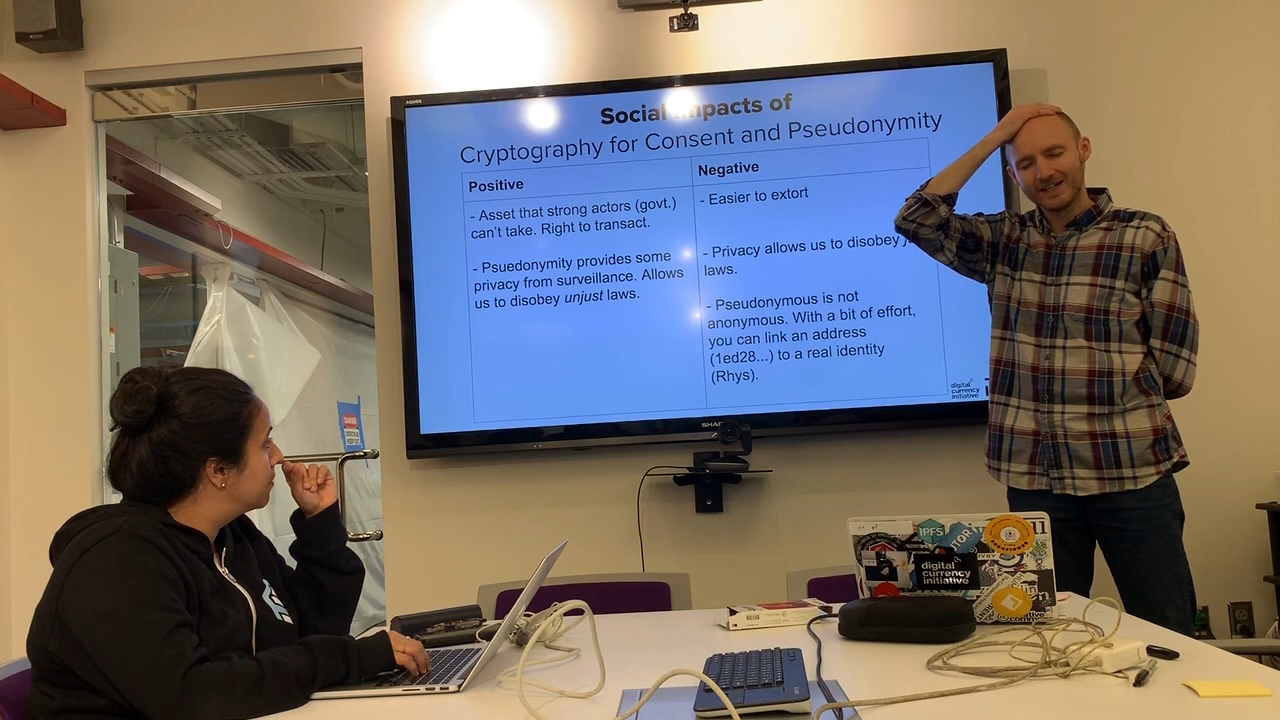 AQUOS
Social Impacts of
Cryptography for Consent and Pseudonymity
Positive
Negative
- Asset that strong actors (govt.)
can't take. Right to transact.
- Psuedonymity provides some
privacy from surveillance. Allows
us to disobey unjust laws.
- Easier to extort
- Privacy allows us to disobey
laws.
- Pseudonymous is not
anonymous. With a bit of effort,
you can link an address
(1ed28...) to a real identity
(Rhys).
digital
currency
initiative
DANGER
IPFS
digital
currency
initiative